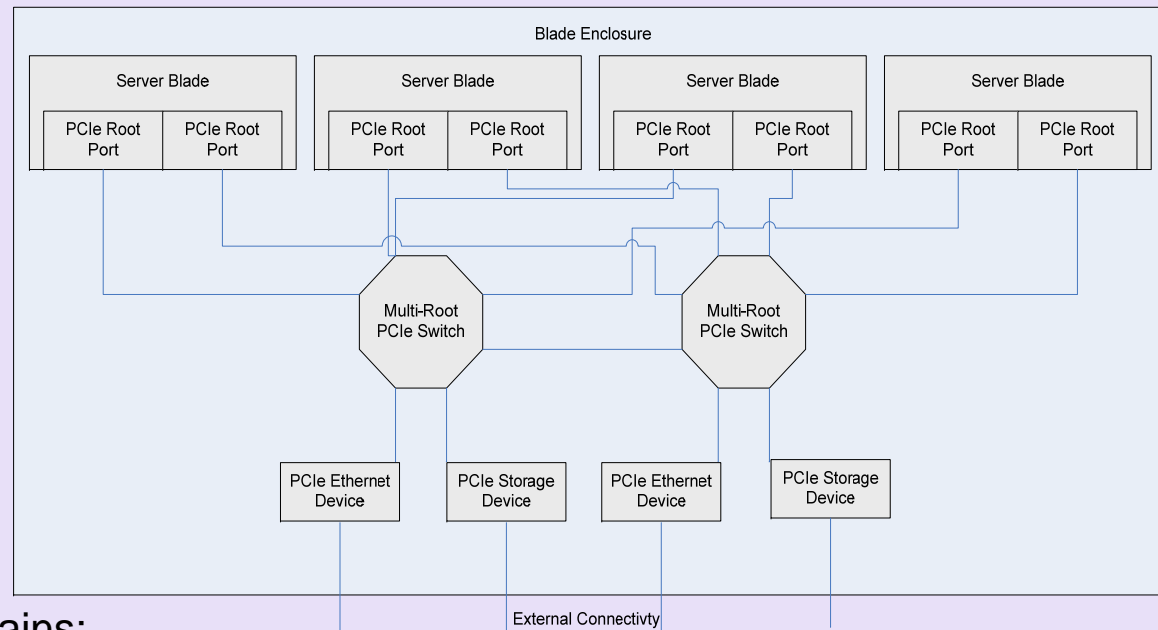 Blade Enclosure
Server Blade
PCIe Root
Port
PCIe Root
Port
Server Blade
PCIe Root
Port
PCIe Root
Port
Server Blade
PCIe Root
Port
PCIe Root
Port
Server Blade
PCIe Root
Port
PCIe Root
Port
Multi-Root
PCIe Switch
Multi-Root
PCIe Switch
PCIe Ethernet
Device
PCIe Storage
Device
PCIe Ethernet
Device
PCIe Storage
Device
External Connectivty